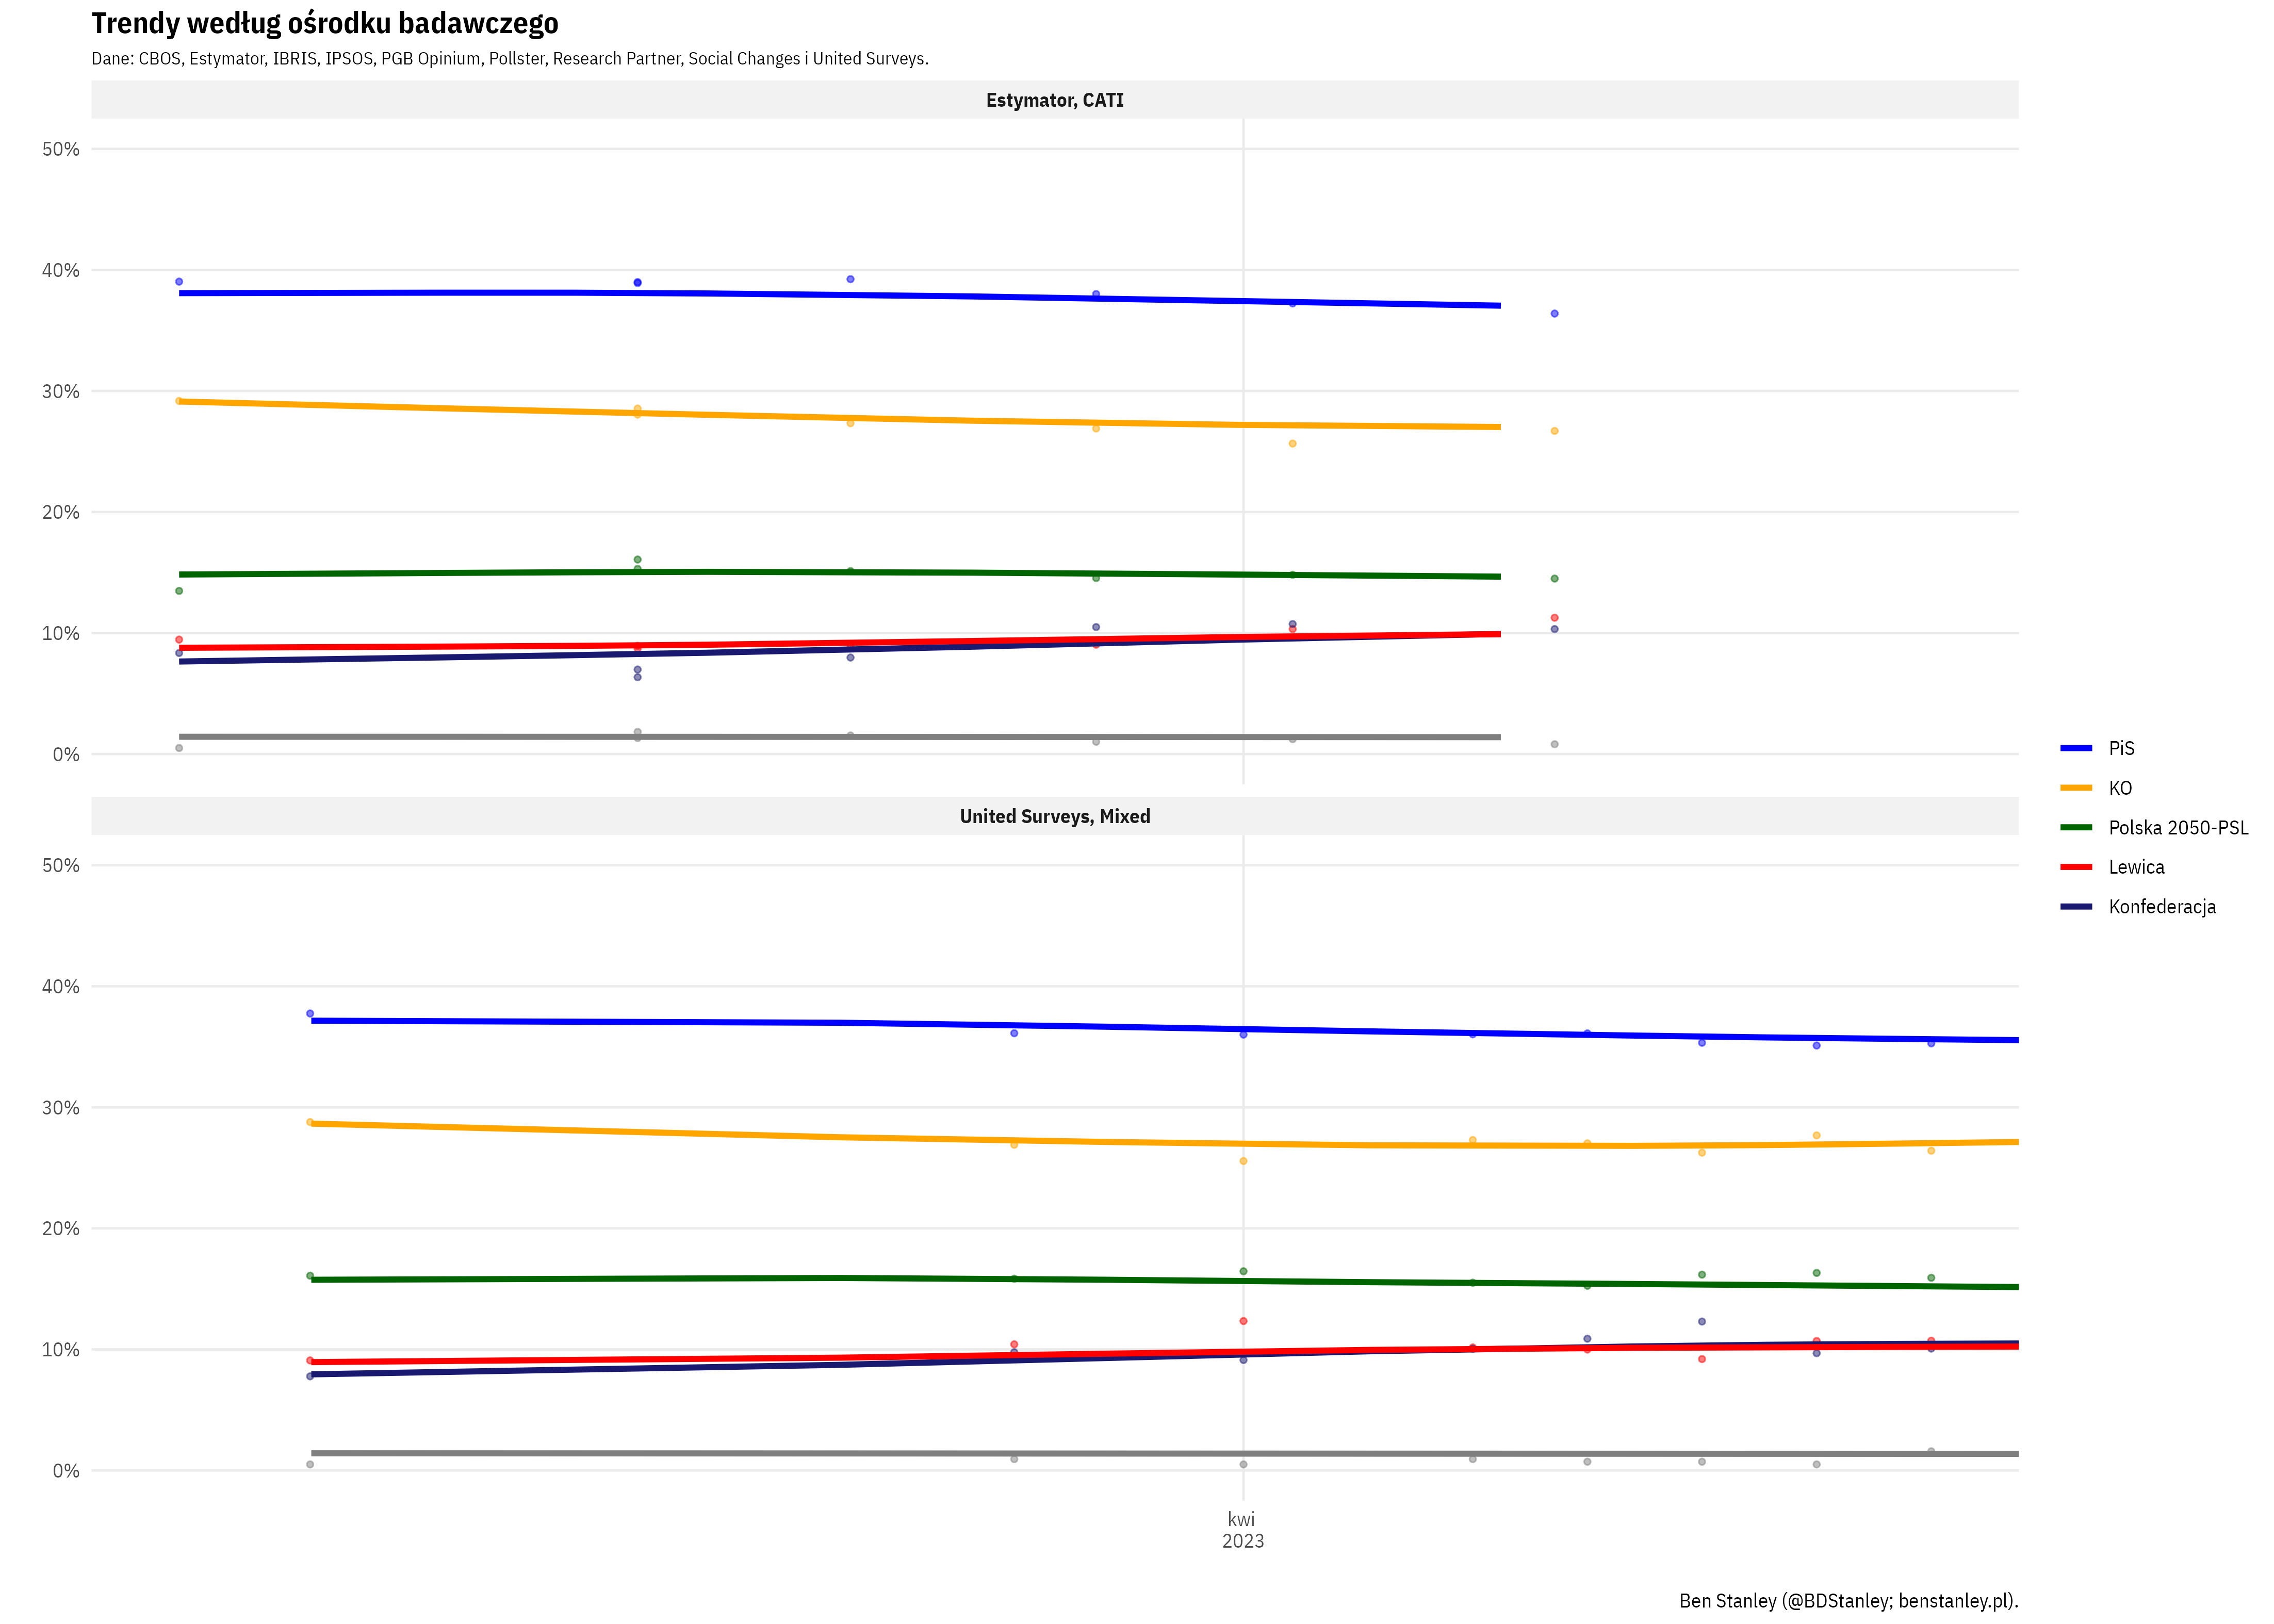 Trendy według ośrodku badawczego
Dane: CBOS, Estymator, IBRIS, IPSOS, PGB Opinium, Pollster, Research Partner, Social Changes i United Surveys.
Estymator, CATI
50%
40%
30%
20%
10%
0%
United Surveys, Mixed
50%
40%
30%
20%
10%
0%
kwi
2023
PiS
KO
Polska 2050-PSL
Lewica
Konfederacja
Ben Stanley (@BDStanley; benstanley.pl).